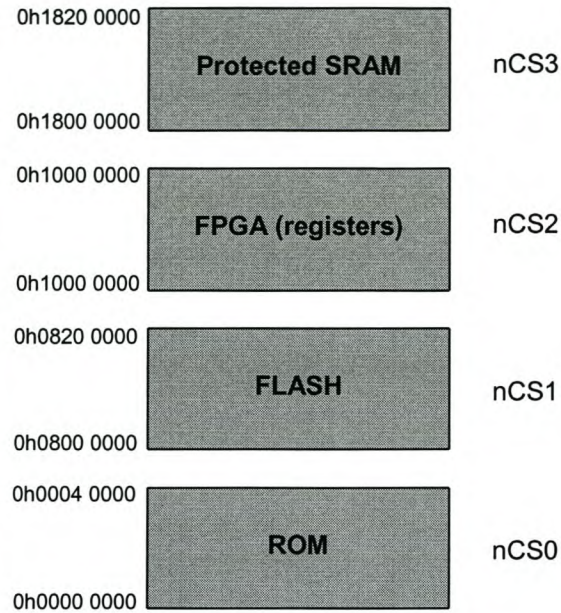 0h1820 0000
Protected SRAM
nCS3
0h1800 0000
0h1000 0000
FPGA (registers)
nCS2
0h1000 0000
0h0820 0000
FLASH
nCS1
0h0800 0000
0h0004 0000
ROM
nCS0
0h0000 0000